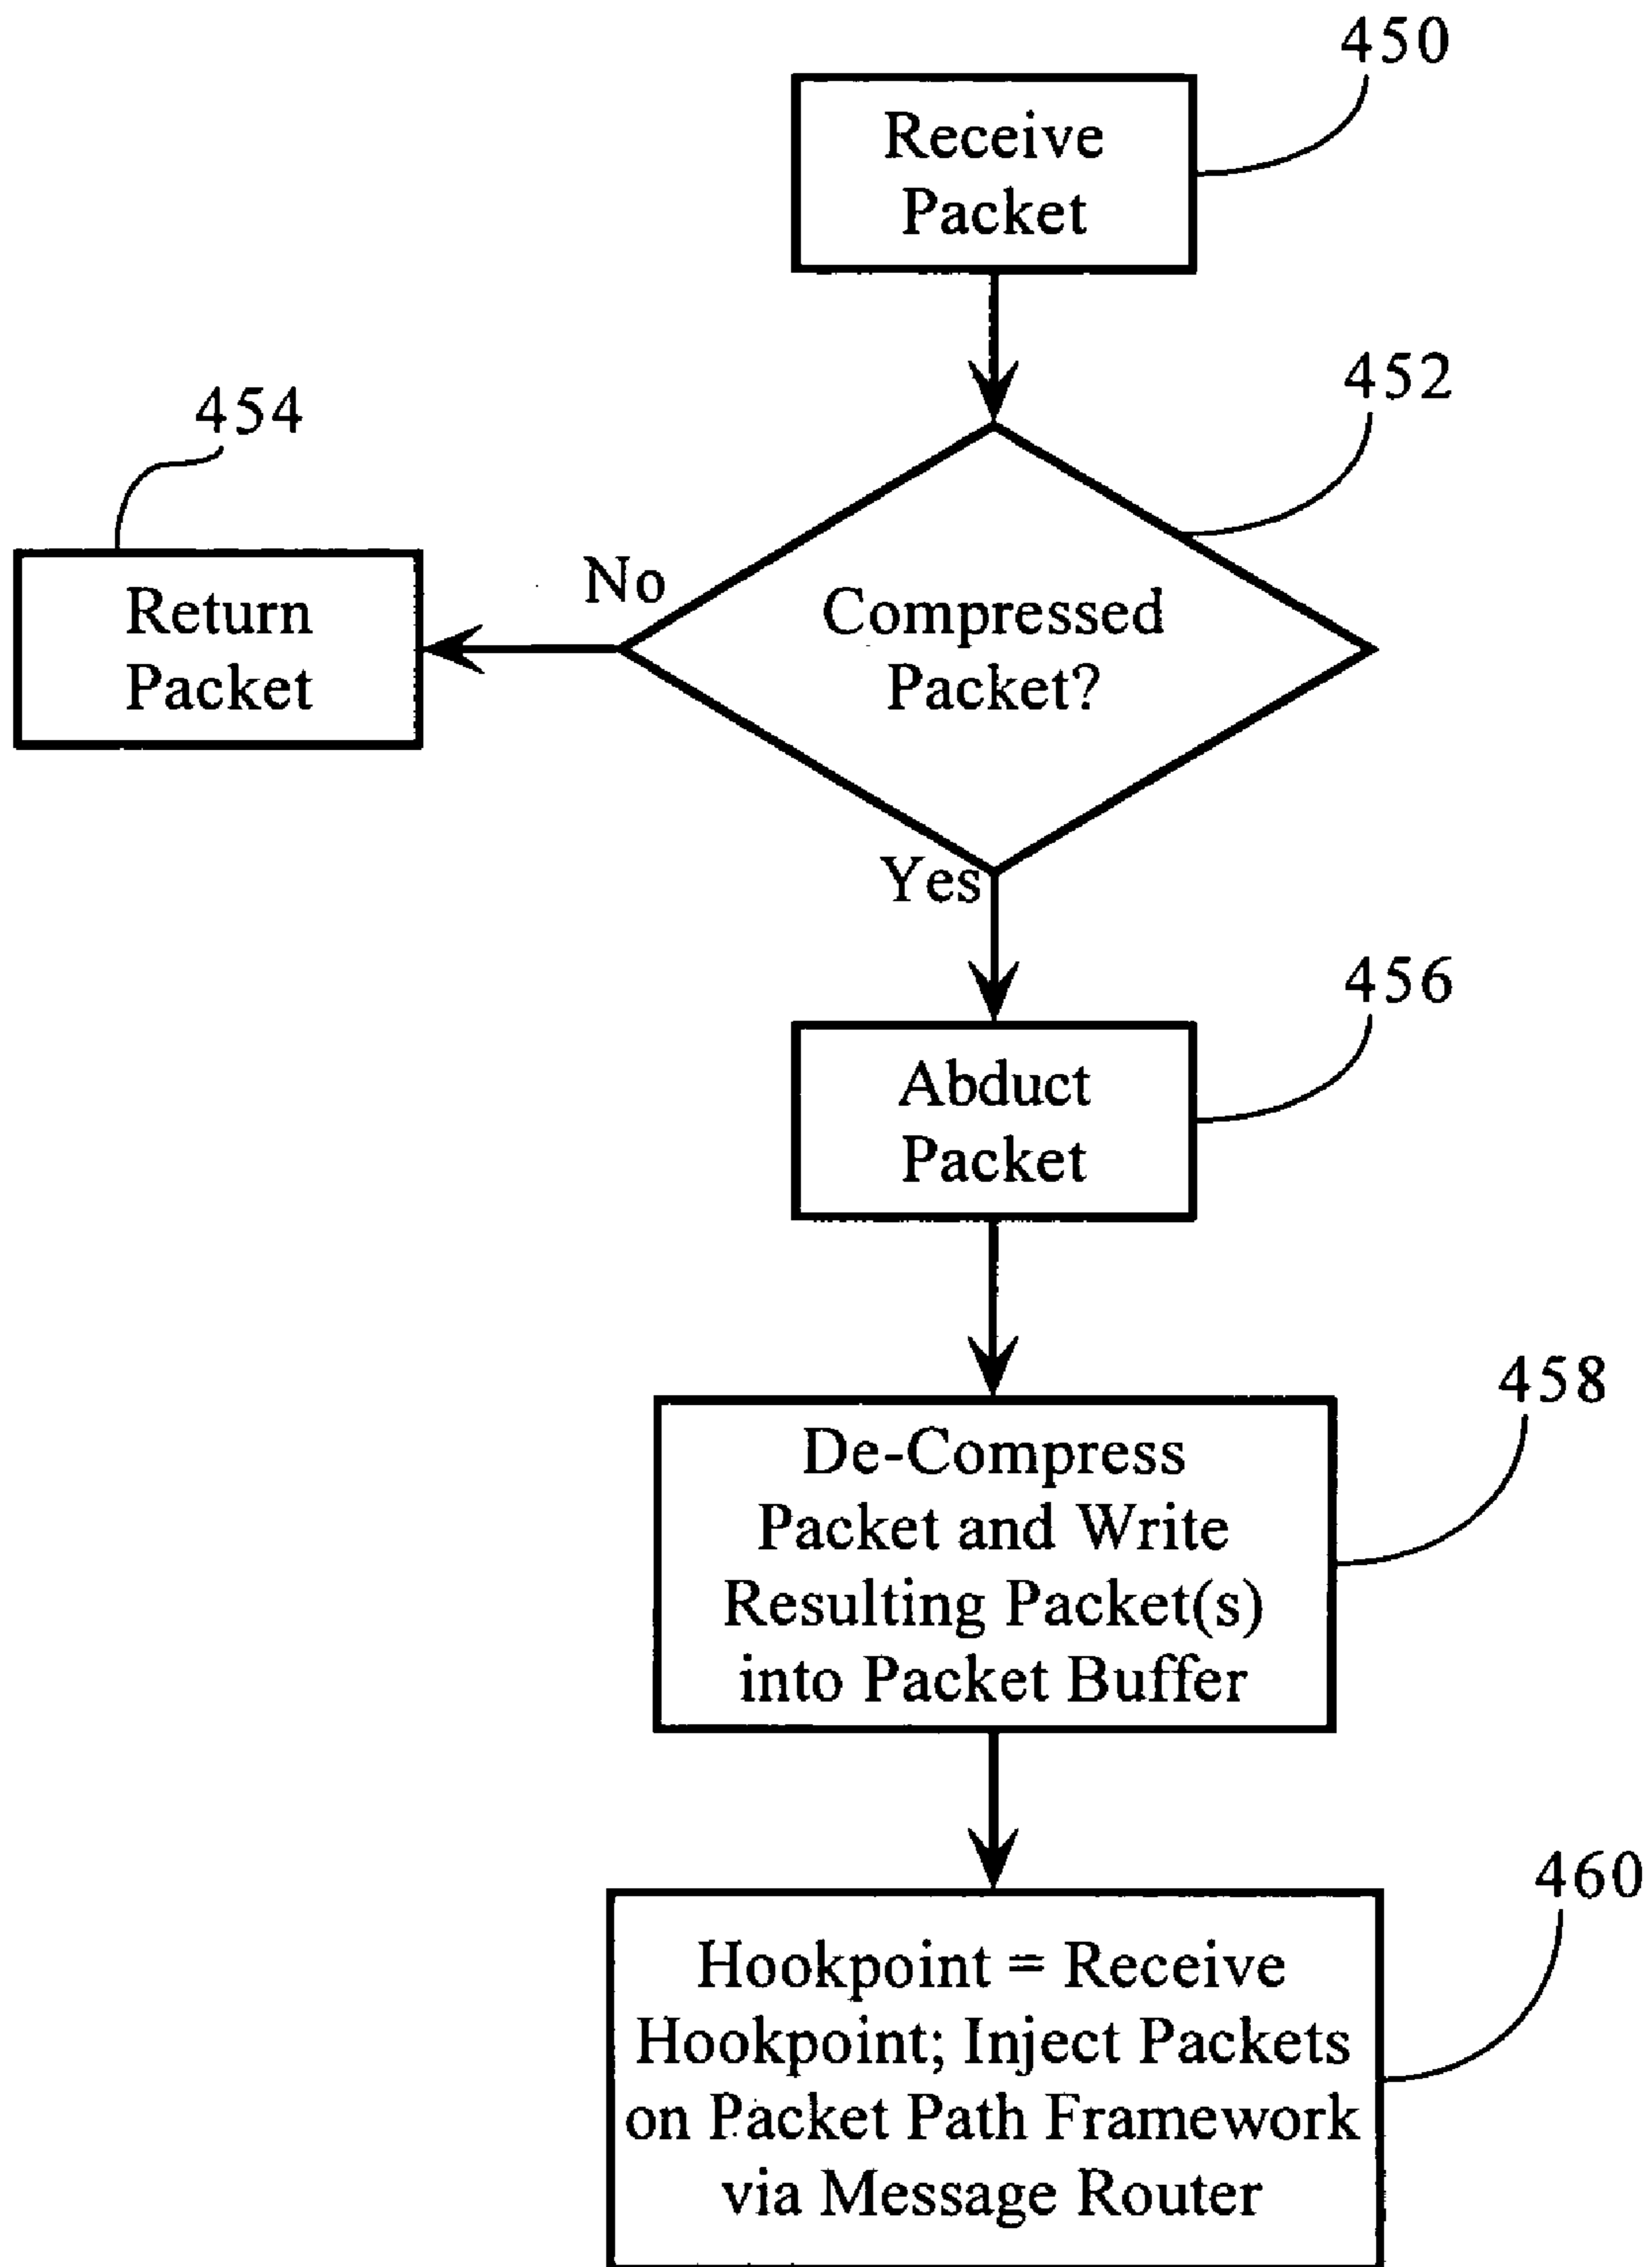 450
Receive
Packet
452
454
No
Compressed
Packet?
Return
Packet
Yes
456
Abduct
Packet
458
De-Compress
Packet and Write
Resulting Packet(s)
into Packet Buffer
460
Hookpoint = Receive
Hookpoint; Inject Packets
on Packet Path Framework
via Message Router